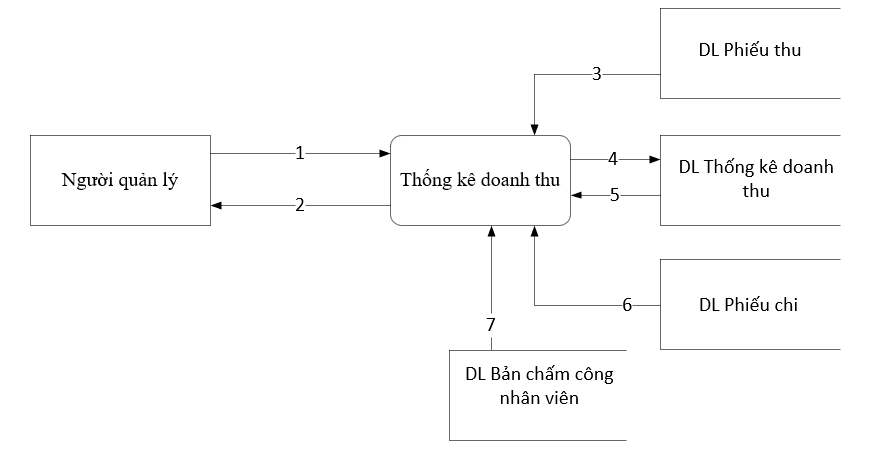 DL Phiếu thu
3
1
Người quản lý
Thống kê doanh thu
2
4
DL Thống kê doanh
thu
5
6
DL Phiếu chi
7
DL Bản chấm công
nhân viên